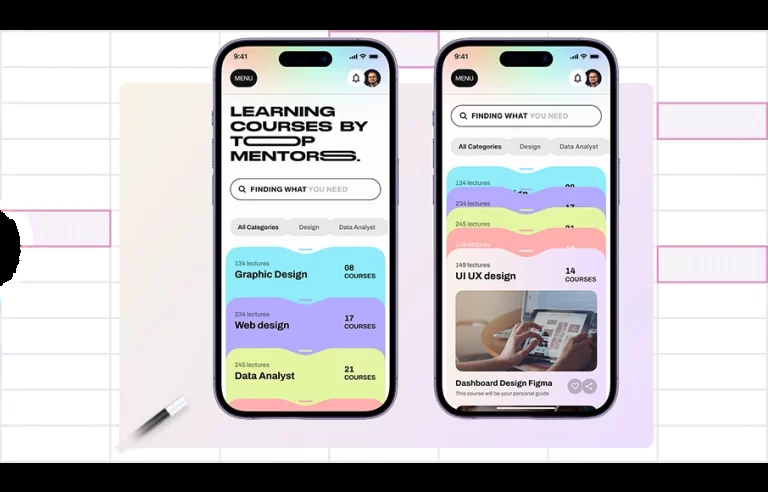 9:41
MENU
LEARNING
COURSES BY
TOP
MENTORS.
FINDING WHAT YOU NEED
All Categories
Design
Data Analyst
134 lectures
Graphic Design
08
COURSES
234 lectures
Web design
17
COURSES
245 lectures
Data Analyst
21
COURSES
9:41
MENU
FINDING WHAT YOU NEED
All Categories
Design
Data Analyst
134 lectures
234 lectures
17
245 lectures
149 lectures
UI UX design
14
COURSES
Dashboard Design Figma
This course will be your personal guide